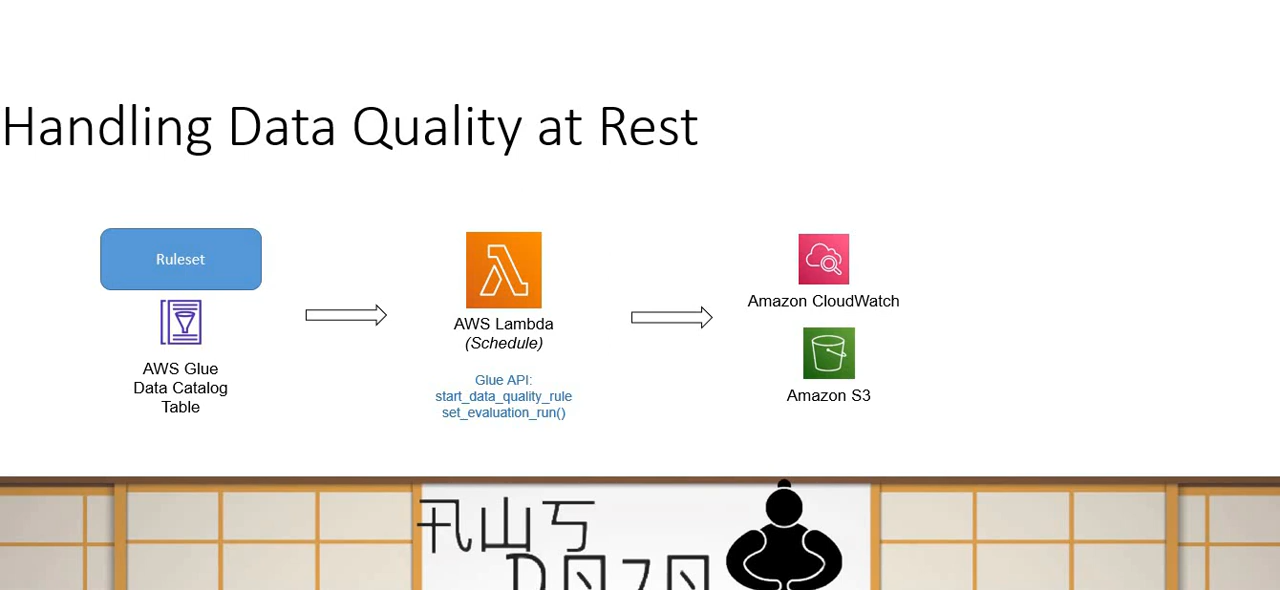 Handling Data Quality at Rest
Ruleset
AWS Glue
Data Catalog
Table
AWS Lambda
(Schedule)
Glue API:
start_data_quality_rule
set_evaluation_run()
Amazon CloudWatch
Amazon S3